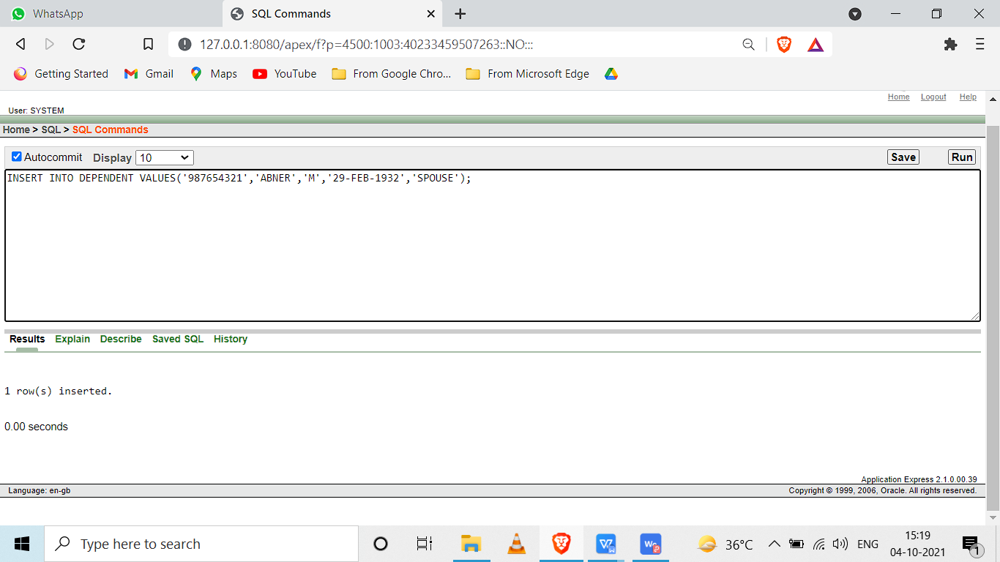 WhatsApp
SQL Commands
127.0.0.1:8080/apex/f?p=4500:1003:40233459507263::NO:::
Getting Started
Gmail
Maps
YouTube
From Google Chro...
From Microsoft Edge
Home Logout Help
User: SYSTEM
Home > SQL > SQL Commands
Autocommit Display 10
Save Run
INSERT INTO DEPENDENT VALUES('987654321','ABNER','M','29-FEB-1932','SPOUSE');
Results Explain Describe Saved SQL History
1 row(s) inserted.
0.00 seconds
Application Express 2.1.0.00.39
Language: en-gb
Copyright © 1999, 2006, Oracle. All rights reserved.
Type here to search
36°C
ENG
15:19
04-10-2021
1